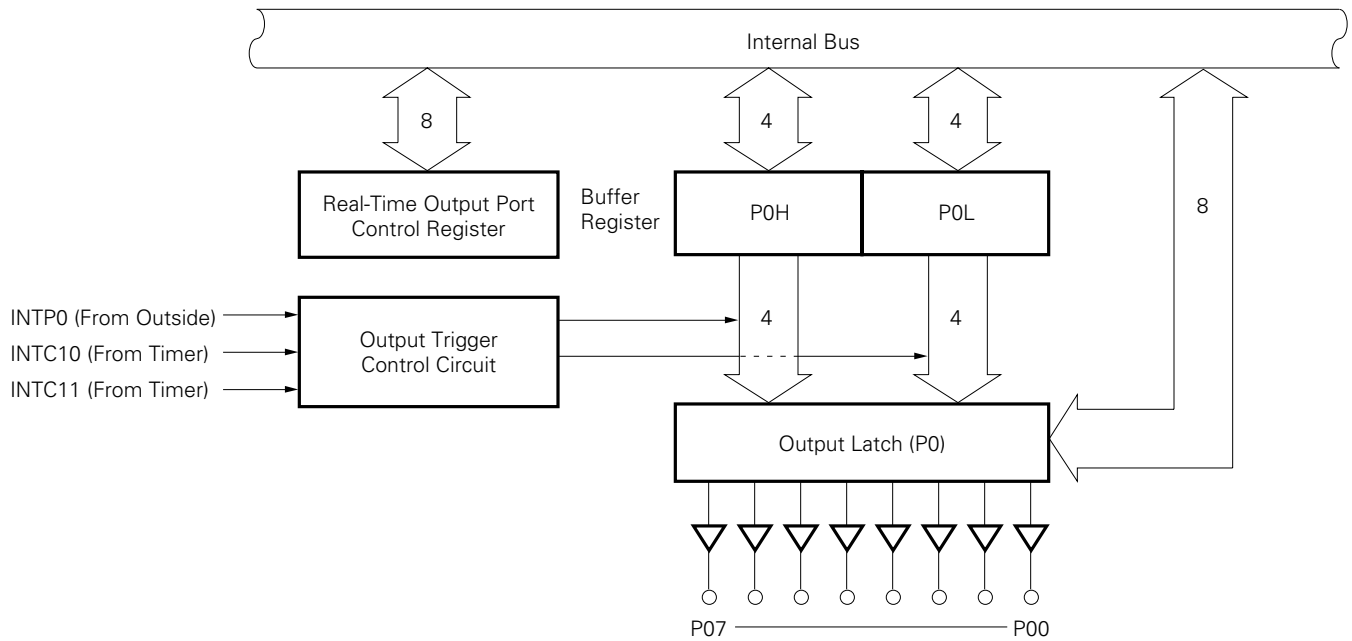 Internal Bus
8
4
4
8
Real-Time Output Port
Control Register
Buffer
Register
P0H
P0L
INTP0 (From Outside)
INTC10 (From Timer)
INTC11 (From Timer)
Output Trigger
Control Circuit
4
4
Output Latch (P0)
P07
P00